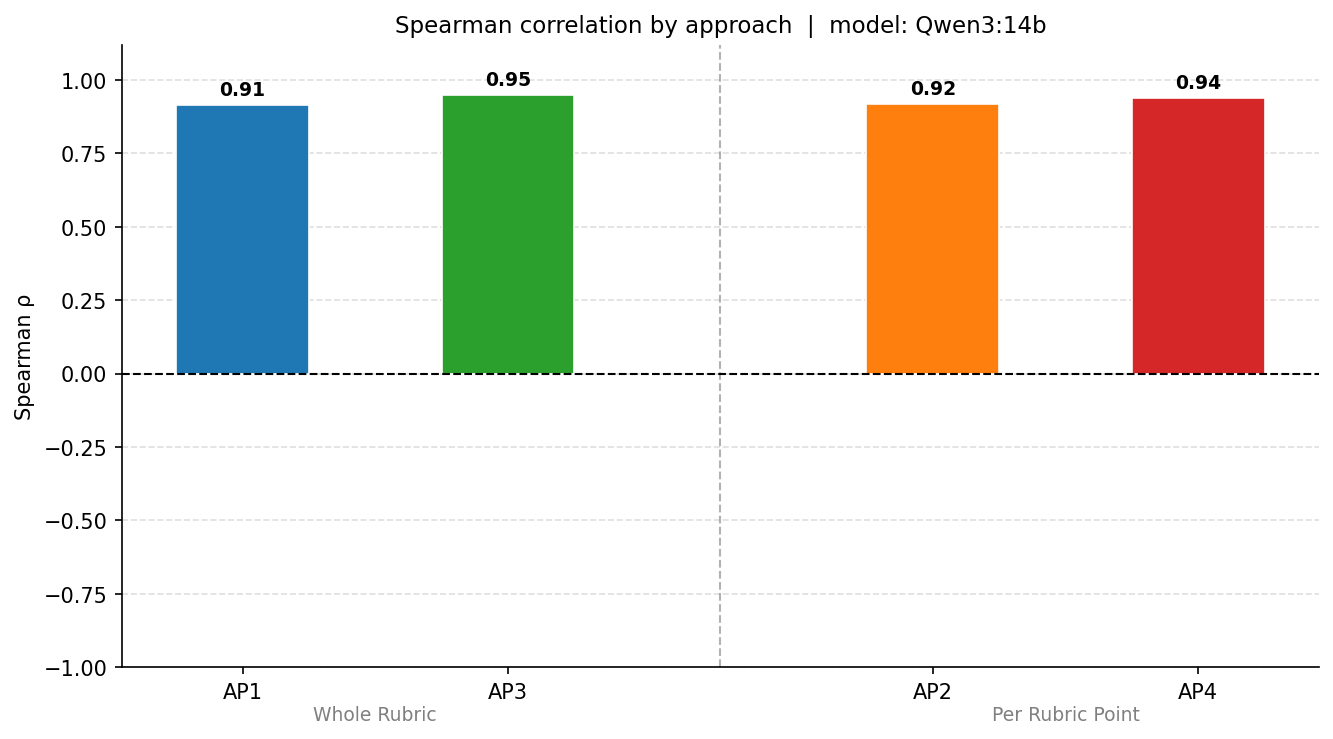 Spearman correlation by approach | model: Qwen3:14b
Spearman ρ
1.00
0.75
0.50
0.25
0.00
−0.25
−0.50
−0.75
−1.00
0.91
0.95
0.92
0.94
AP1
AP3
AP2
AP4
Whole Rubric
Per Rubric Point